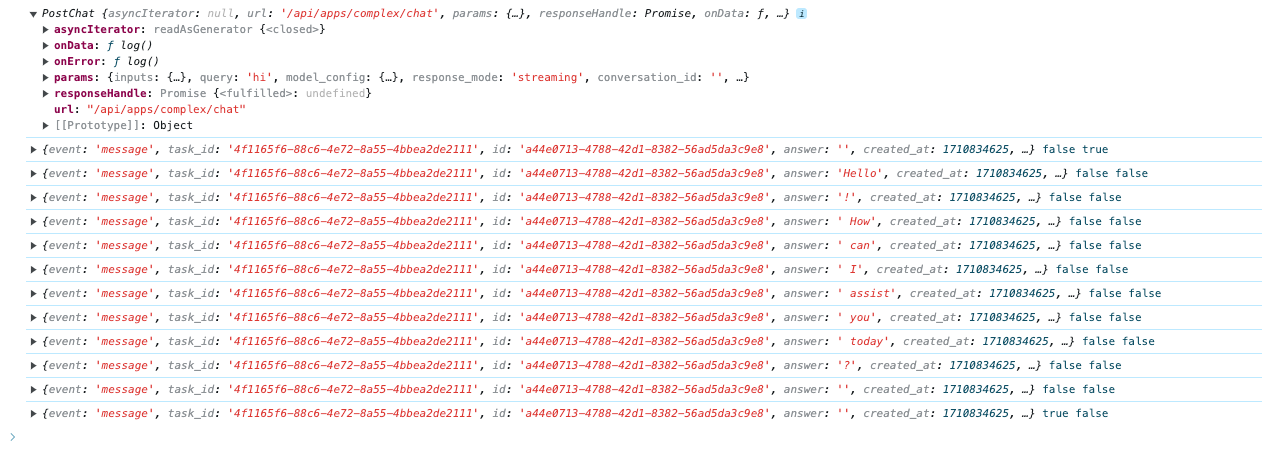 PostChat {asyncIterator: null, url: '/api/apps/complex/chat', params: {…}, responseHandle: Promise, onData: ƒ, …} i
asyncIterator: readAsGenerator {<closed>}
onData: ƒ log()
onError: ƒ log()
params: {inputs: {…}, query: 'hi', model_config: {…}, response_mode: 'streaming', conversation_id: '', …}
responseHandle: Promise {<fulfilled>: undefined}
url: "/api/apps/complex/chat"
[[Prototype]]: Object
{event: 'message', task_id: '4f1165f6-88c6-4e72-8a55-4bbea2de2111', id: 'a44e0713-4788-42d1-8382-56ad5da3c9e8', answer: '', created_at: 1710834625, …} false true
{event: 'message', task_id: '4f1165f6-88c6-4e72-8a55-4bbea2de2111', id: 'a44e0713-4788-42d1-8382-56ad5da3c9e8', answer: 'Hello', created_at: 1710834625, …} false false
{event: 'message', task_id: '4f1165f6-88c6-4e72-8a55-4bbea2de2111', id: 'a44e0713-4788-42d1-8382-56ad5da3c9e8', answer: '!', created_at: 1710834625, …} false false
{event: 'message', task_id: '4f1165f6-88c6-4e72-8a55-4bbea2de2111', id: 'a44e0713-4788-42d1-8382-56ad5da3c9e8', answer: ' How', created_at: 1710834625, …} false false
{event: 'message', task_id: '4f1165f6-88c6-4e72-8a55-4bbea2de2111', id: 'a44e0713-4788-42d1-8382-56ad5da3c9e8', answer: ' can', created_at: 1710834625, …} false false
{event: 'message', task_id: '4f1165f6-88c6-4e72-8a55-4bbea2de2111', id: 'a44e0713-4788-42d1-8382-56ad5da3c9e8', answer: ' I', created_at: 1710834625, …} false false
{event: 'message', task_id: '4f1165f6-88c6-4e72-8a55-4bbea2de2111', id: 'a44e0713-4788-42d1-8382-56ad5da3c9e8', answer: ' assist', created_at: 1710834625, …} false false
{event: 'message', task_id: '4f1165f6-88c6-4e72-8a55-4bbea2de2111', id: 'a44e0713-4788-42d1-8382-56ad5da3c9e8', answer: ' you', created_at: 1710834625, …} false false
{event: 'message', task_id: '4f1165f6-88c6-4e72-8a55-4bbea2de2111', id: 'a44e0713-4788-42d1-8382-56ad5da3c9e8', answer: ' today', created_at: 1710834625, …} false false
{event: 'message', task_id: '4f1165f6-88c6-4e72-8a55-4bbea2de2111', id: 'a44e0713-4788-42d1-8382-56ad5da3c9e8', answer: '?', created_at: 1710834625, …} false false
{event: 'message', task_id: '4f1165f6-88c6-4e72-8a55-4bbea2de2111', id: 'a44e0713-4788-42d1-8382-56ad5da3c9e8', answer: '', created_at: 1710834625, …} false false
{event: 'message', task_id: '4f1165f6-88c6-4e72-8a55-4bbea2de2111', id: 'a44e0713-4788-42d1-8382-56ad5da3c9e8', answer: '', created_at: 1710834625, …} true false